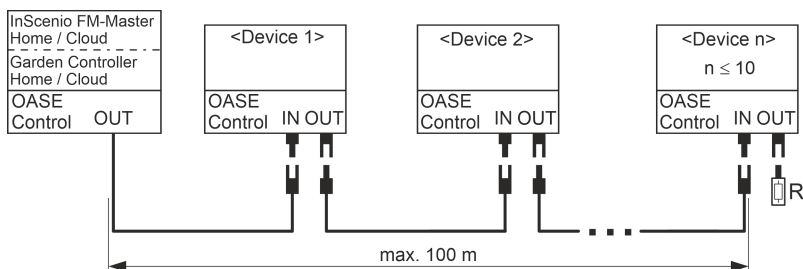 InScenio FM-Master
Home / Cloud
Garden Controller
Home / Cloud
OASE
Control OUT
<Device 1>
OASE
Control IN OUT
<Device 2>
OASE
Control IN OUT
<Device n>
n ≤ 10
OASE
Control IN OUT
R
max. 100 m